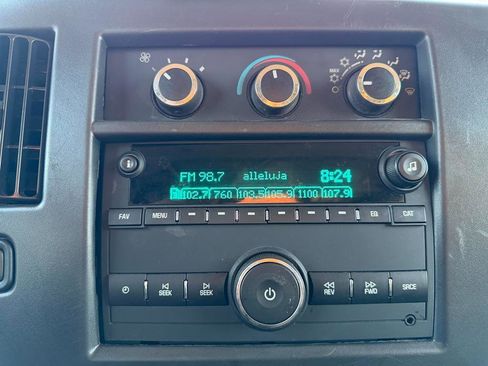 MAX
FM 98.7 alleluja 8:24
102.7 760 103.5 105.9 1100 107.9
FAV MENU EQ CAT
SEEK SEEK REV FWD SRCE